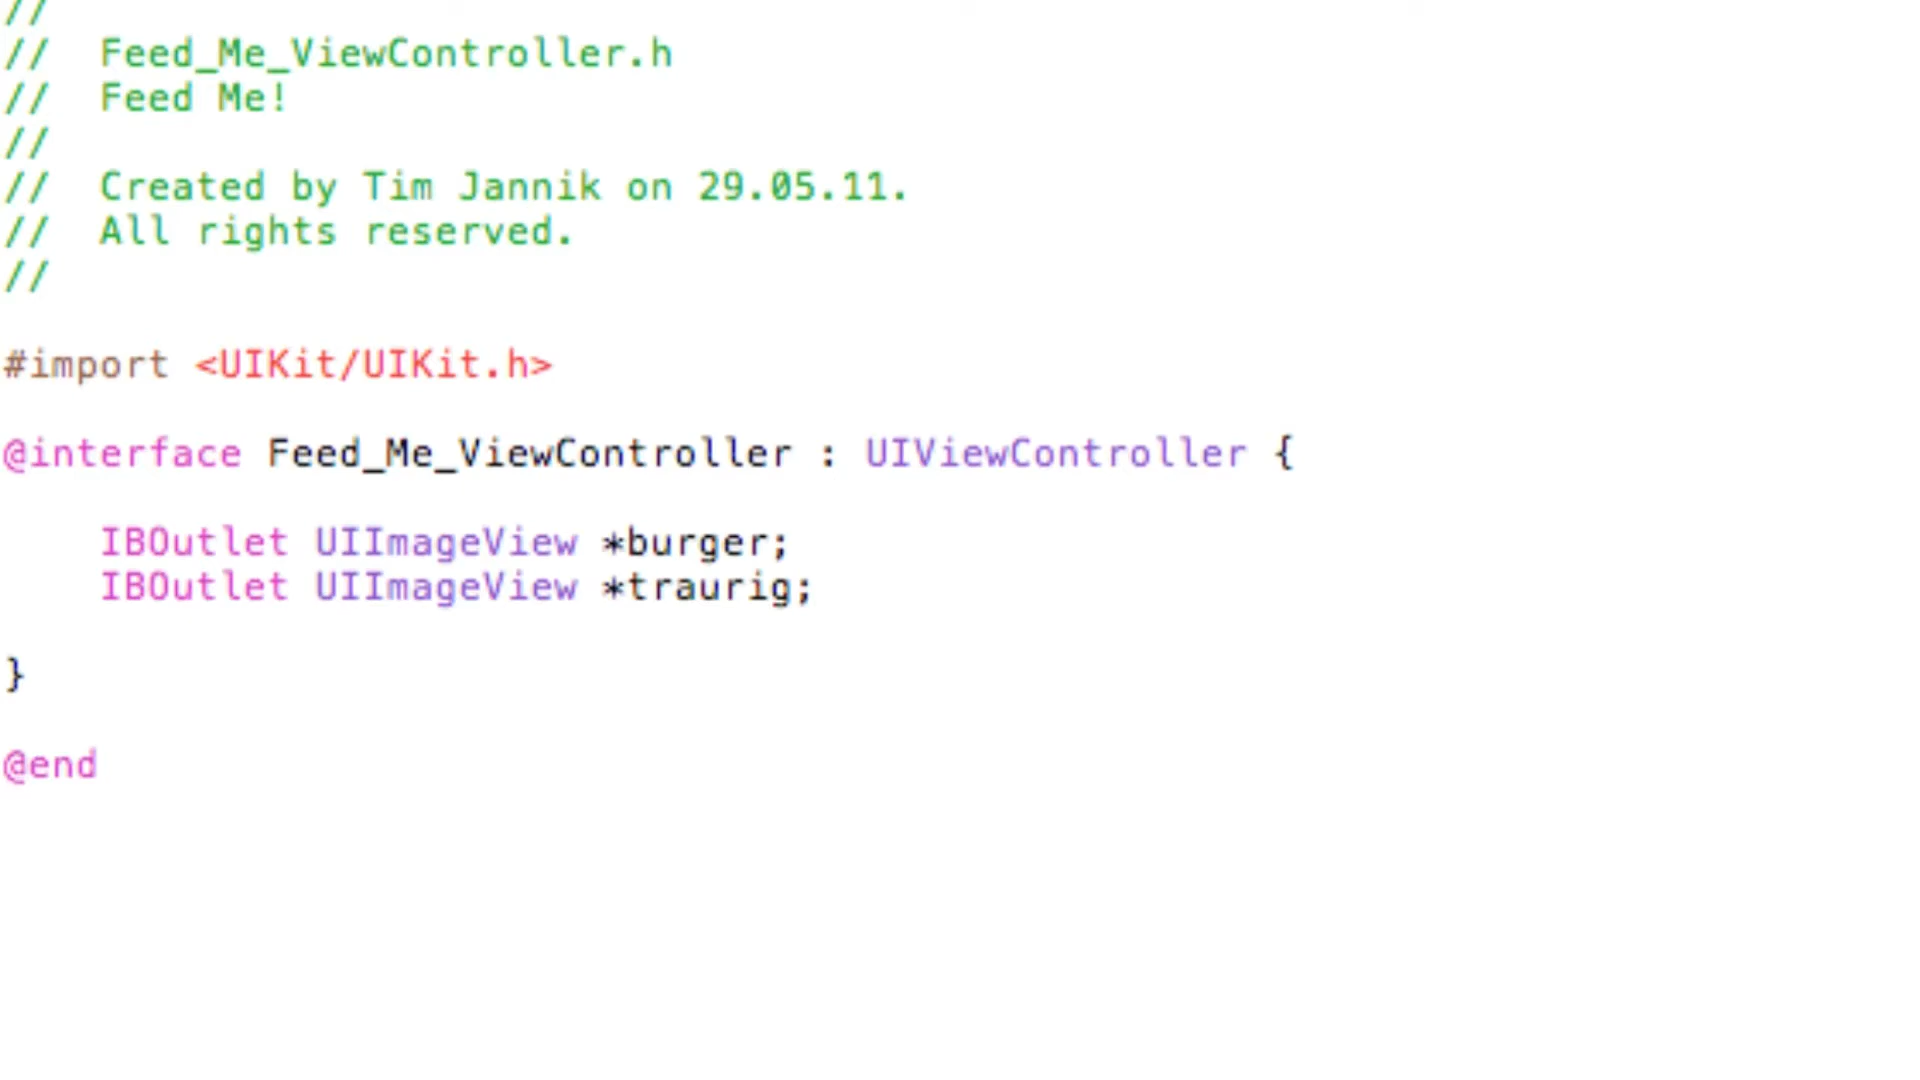 //
//  Feed_Me_ViewController.h
//  Feed Me!
//
//  Created by Tim Jannik on 29.05.11.
//  All rights reserved.
//
#import <UIKit/UIKit.h>
@interface Feed_Me_ViewController : UIViewController {
    IBOutlet UIImageView *burger;
    IBOutlet UIImageView *traurig;
}
@end